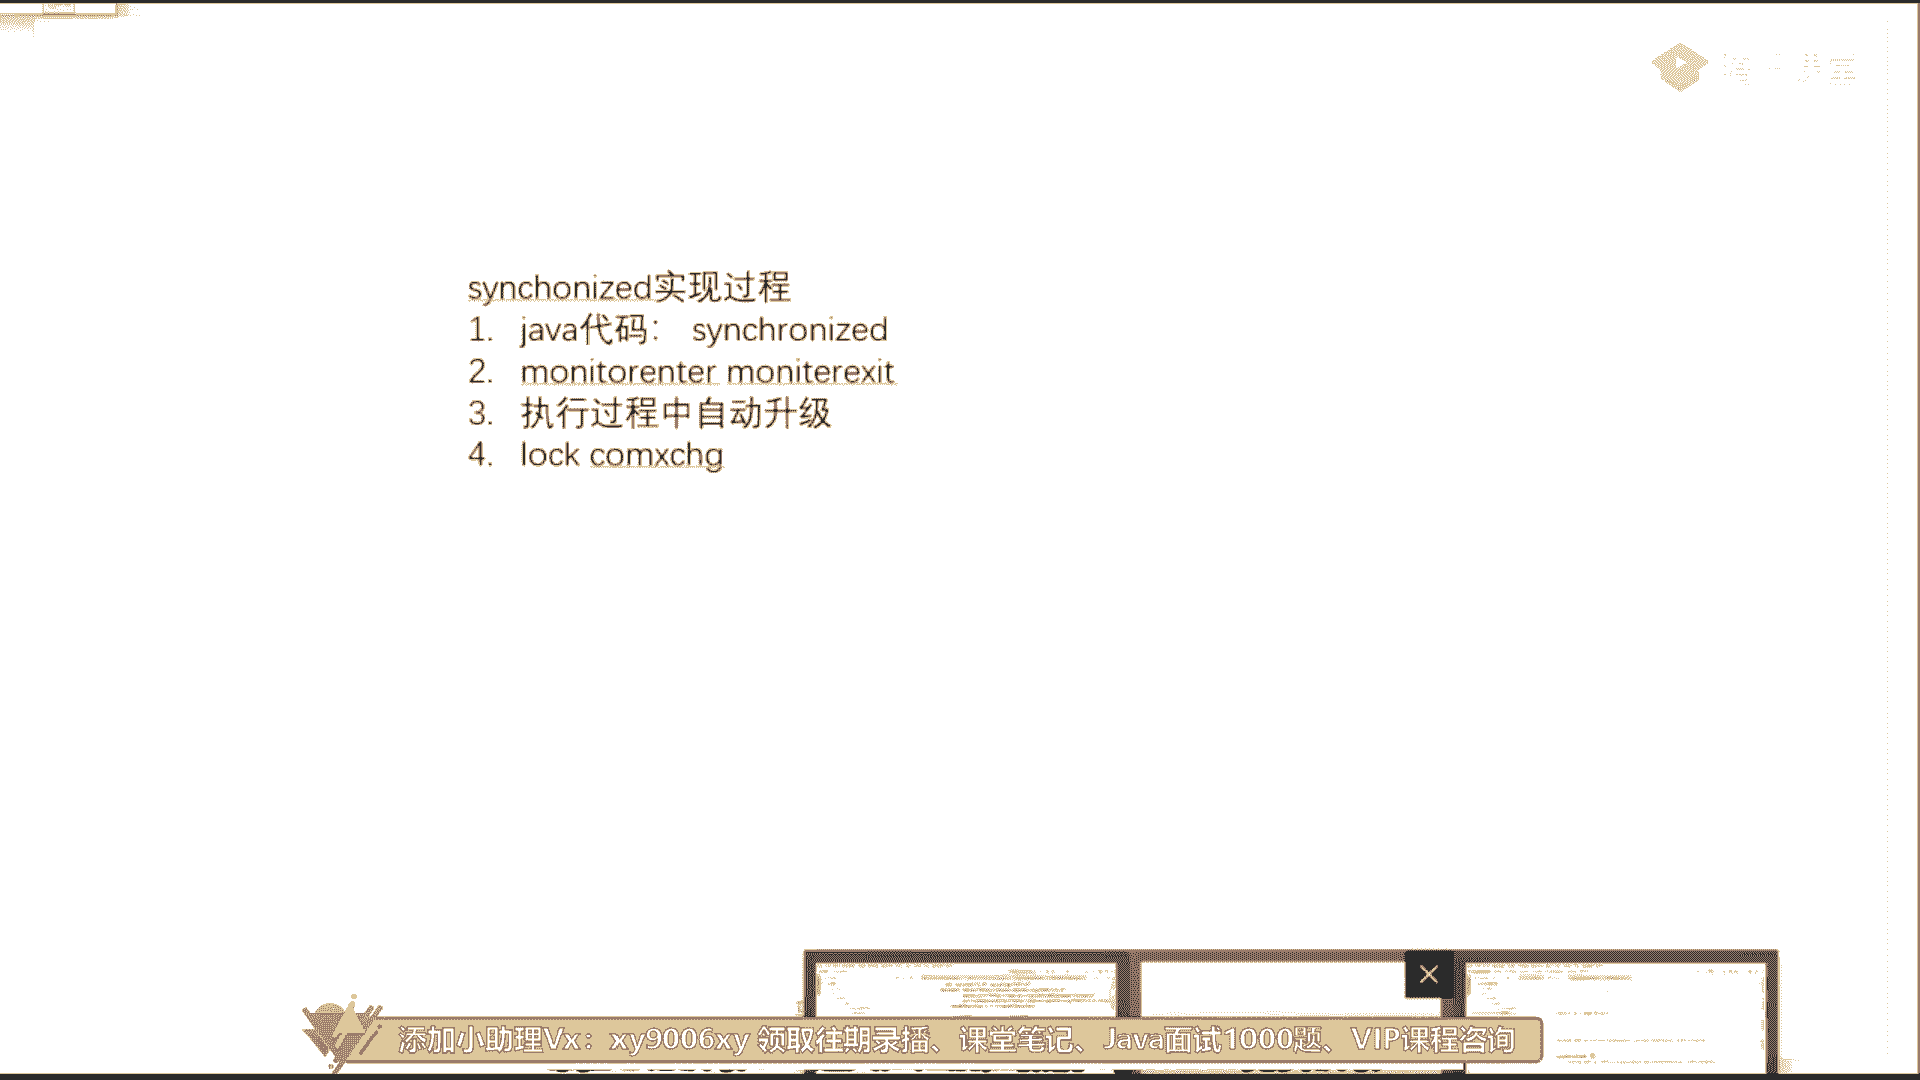 synchonized实现过程
1. java代码： synchronized
2. monitorenter moniterexit
3. 执行过程中自动升级
4. lock comxchg
添加小助理Vx：xy9006xy 领取往期录播、课堂笔记、Java面试1000题、VIP课程咨询